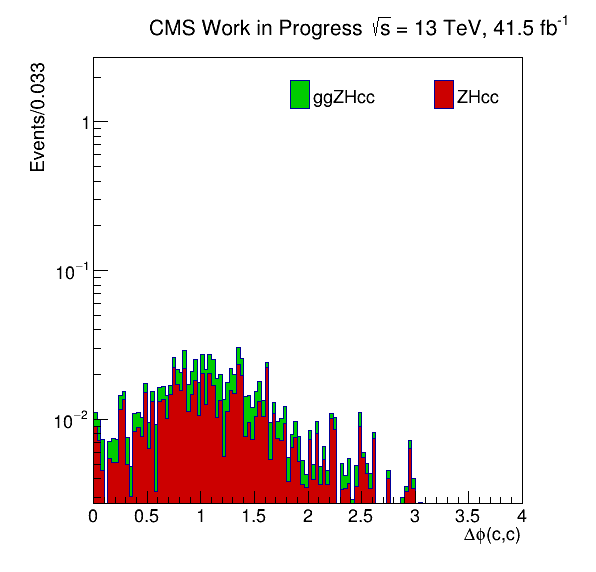 CMS Work in Progress √s = 13 TeV, 41.5 fb⁻¹
Events/0.033
ggZHcc ZHcc
1
10⁻¹
10⁻²
0 0.5 1 1.5 2 2.5 3 3.5 4
Δϕ(c,c)